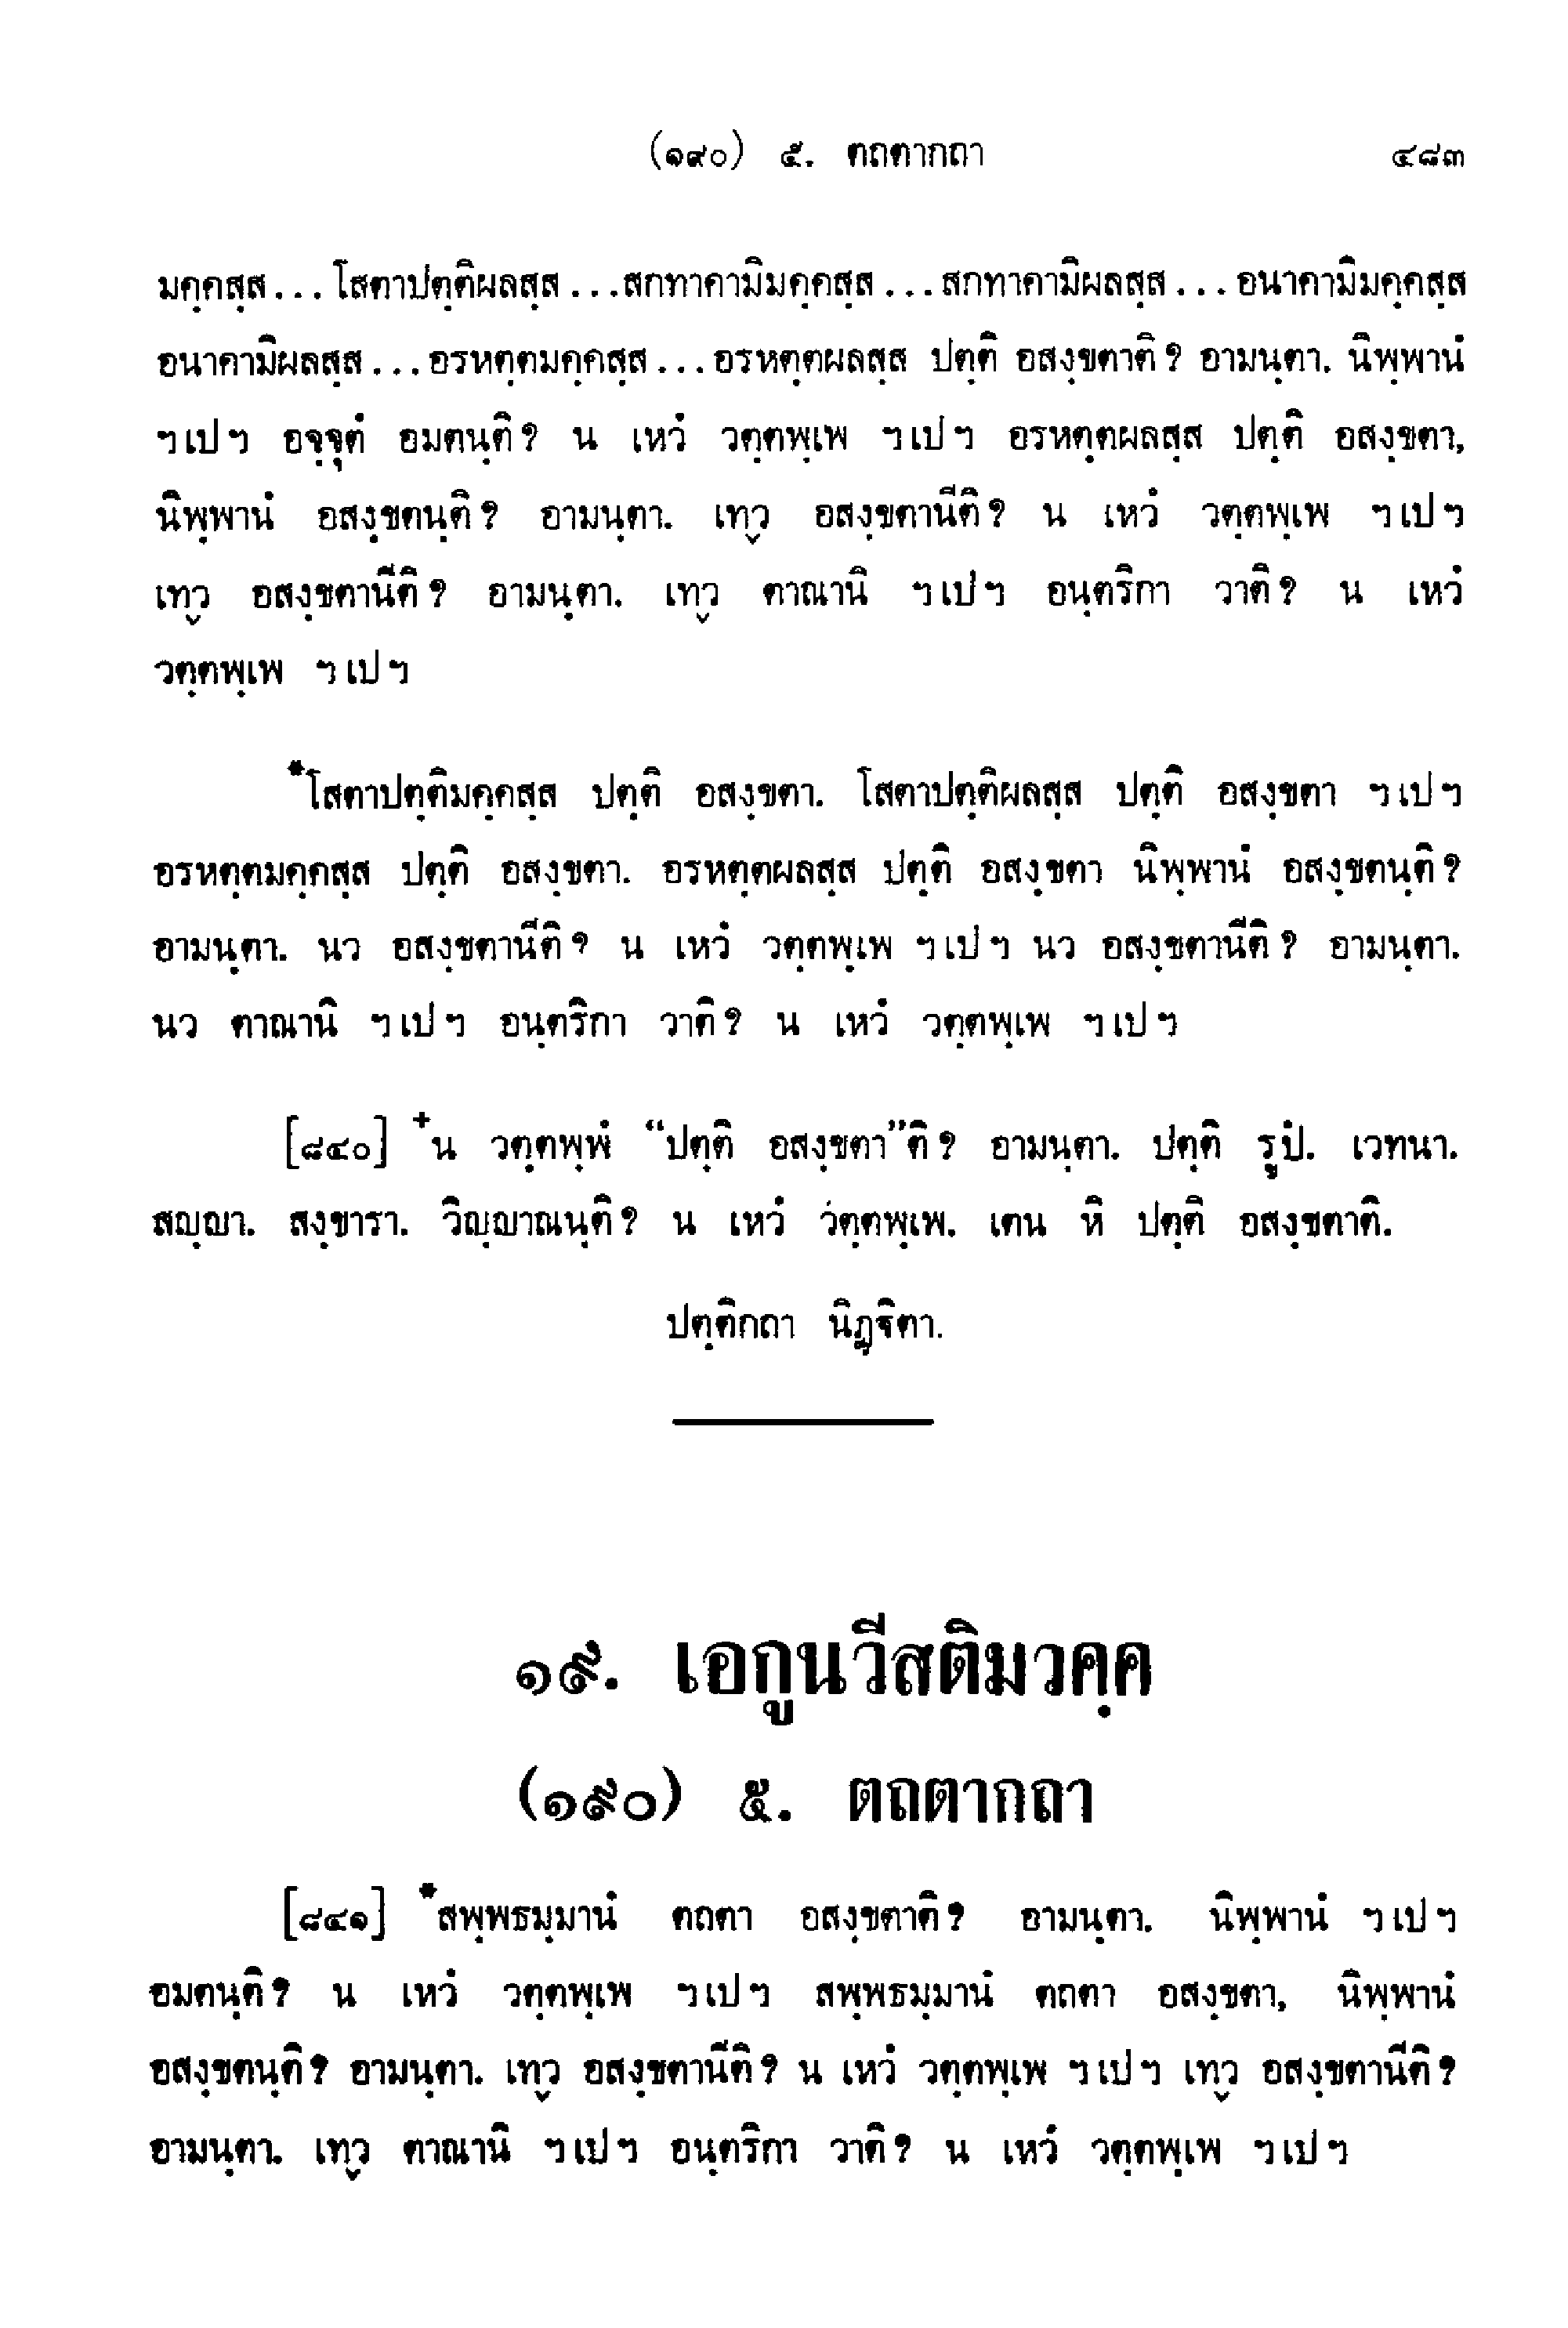 (๑๙๐) ๕. ตถตากถา ๔๘๓
มคฺคสฺส...โสตาปตฺติผลสฺส...สกทาคามิมคฺคสฺส...สกทาคามิผลสฺส...อนาคามิมคฺคสฺส
อนาคามิผลสฺส...อรหตฺตมคฺคสฺส...อรหตฺตผลสฺส ปตฺติ อสงฺขตาติ? อามนฺตา. นิพฺพานํ
ฯเปฯ อจฺจุตํ อมตนฺติ? น เหวํ วตฺตพฺเพ ฯเปฯ อรหตฺตผลสฺส ปตฺติ อสงฺขตา,
นิพฺพานํ อสงฺขตนฺติ? อามนฺตา. เทฺว อสงฺขตานีติ? น เหวํ วตฺตพฺเพ ฯเปฯ
เทฺว อสงฺขตานีติ? อามนฺตา. เทฺว ตาณานิ ฯเปฯ อนฺตริกา วาติ? น เหวํ
วตฺตพฺเพ ฯเปฯ
*โสตาปตฺติมคฺคสฺส ปตฺติ อสงฺขตา. โสตาปตฺติผลสฺส ปตฺติ อสงฺขตา ฯเปฯ
อรหตฺตมคฺคสฺส ปตฺติ อสงฺขตา. อรหตฺตผลสฺส ปตฺติ อสงฺขตา นิพฺพานํ อสงฺขตนฺติ?
อามนฺตา. นว อสงฺขตานีติ? น เหวํ วตฺตพฺเพ ฯเปฯ นว อสงฺขตานีติ? อามนฺตา.
นว ตาณานิ ฯเปฯ อนฺตริกา วาติ? น เหวํ วตฺตพฺเพ ฯเปฯ
[๘๔๐] +น วตฺตพฺพํ “ปตฺติ อสงฺขตา”ติ? อามนฺตา. ปตฺติ รูปํ. เวทนา.
สญฺญา. สงฺขารา. วิญฺญาณนฺติ? น เหวํ วตฺตพฺเพ. เตน หิ ปตฺติ อสงฺขตาติ.
ปตฺติกถา นิฏฺฐิตา.
๑๙. เอกูนวีสติมวคฺค
(๑๙๐) ๕. ตถตากถา
[๘๔๑] *สพฺพธมฺมานํ ตถตา อสงฺขตาติ? อามนฺตา. นิพฺพานํ ฯเปฯ
อมตนฺติ? น เหวํ วตฺตพฺเพ ฯเปฯ สพฺพธมฺมานํ ตถตา อสงฺขตา, นิพฺพานํ
อสงฺขตนฺติ? อามนฺตา. เทฺว อสงฺขตานีติ? น เหวํ วตฺตพฺเพ ฯเปฯ เทฺว อสงฺขตานีติ?
อามนฺตา. เทฺว ตาณานิ ฯเปฯ อนฺตริกา วาติ? น เหวํ วตฺตพฺเพ ฯเปฯ